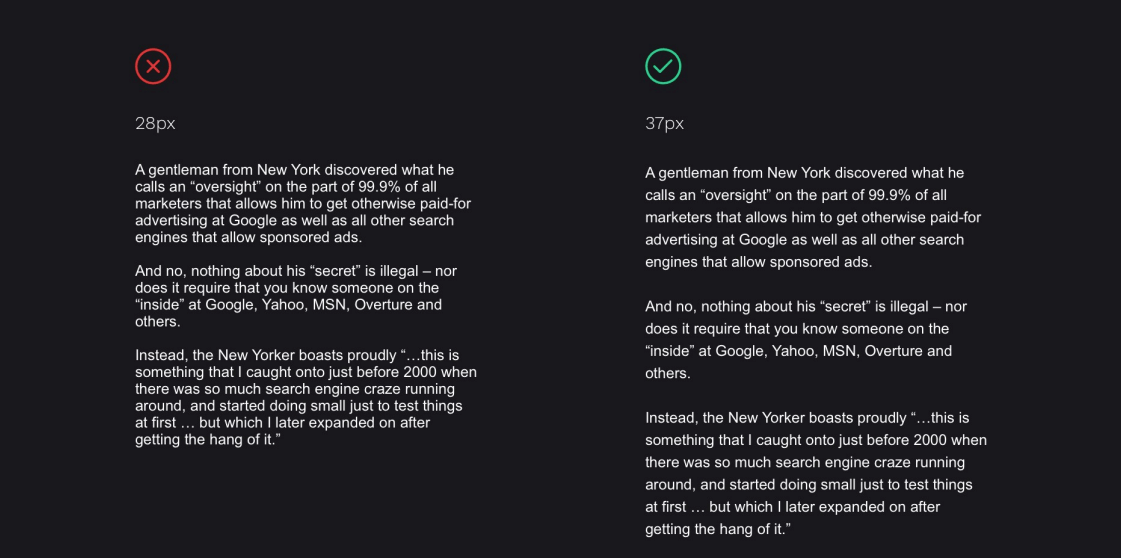 28px
A gentleman from New York discovered what he
calls an “oversight” on the part of 99.9% of all
marketers that allows him to get otherwise paid-for
advertising at Google as well as all other search
engines that allow sponsored ads.
And no, nothing about his “secret” is illegal – nor
does it require that you know someone on the
“inside” at Google, Yahoo, MSN, Overture and
others.
Instead, the New Yorker boasts proudly “…this is
something that I caught onto just before 2000 when
there was so much search engine craze running
around, and started doing small just to test things
at first … but which I later expanded on after
getting the hang of it.”
37px
A gentleman from New York discovered what he
calls an “oversight” on the part of 99.9% of all
marketers that allows him to get otherwise paid-for
advertising at Google as well as all other search
engines that allow sponsored ads.
And no, nothing about his “secret” is illegal – nor
does it require that you know someone on the
“inside” at Google, Yahoo, MSN, Overture and
others.
Instead, the New Yorker boasts proudly “…this is
something that I caught onto just before 2000 when
there was so much search engine craze running
around, and started doing small just to test things
at first … but which I later expanded on after
getting the hang of it.”